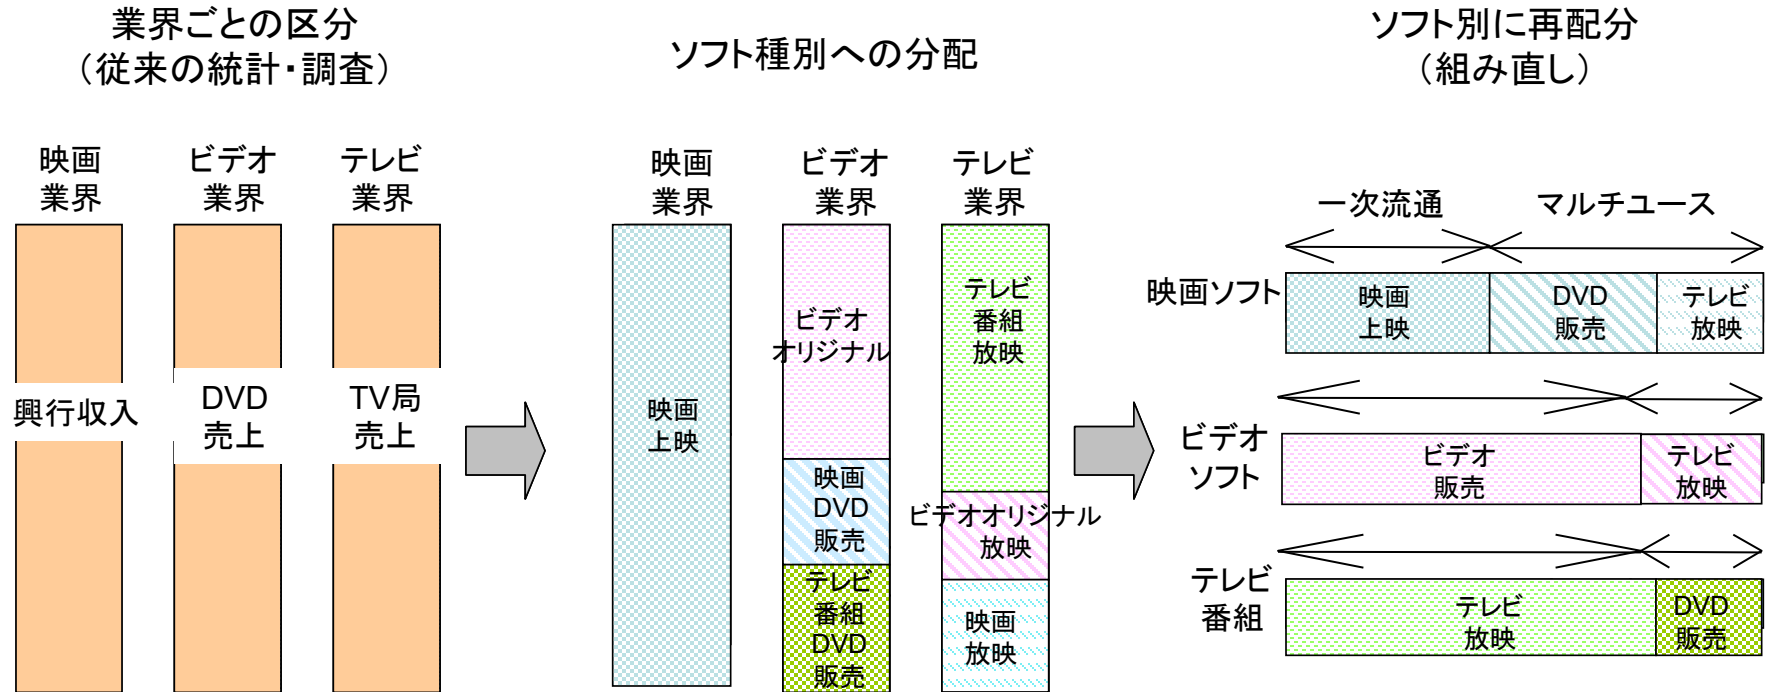 業界ごとの区分
（従来の統計・調査）
映画
業界
ビデオ
業界
テレビ
業界
興行収入
DVD
売上
TV局
売上
ソフト種別への分配
映画
業界
ビデオ
業界
テレビ
業界
映画
上映
ビデオ
オリジナル
映画
DVD
販売
テレビ
番組
DVD
販売
テレビ
番組
放映
ビデオオリジナル
放映
映画
放映
ソフト別に再配分
（組み直し）
一次流通
マルチユース
映画ソフト
映画
上映
DVD
販売
テレビ
放映
ビデオ
ソフト
ビデオ
販売
テレビ
放映
テレビ
番組
テレビ
放映
DVD
販売